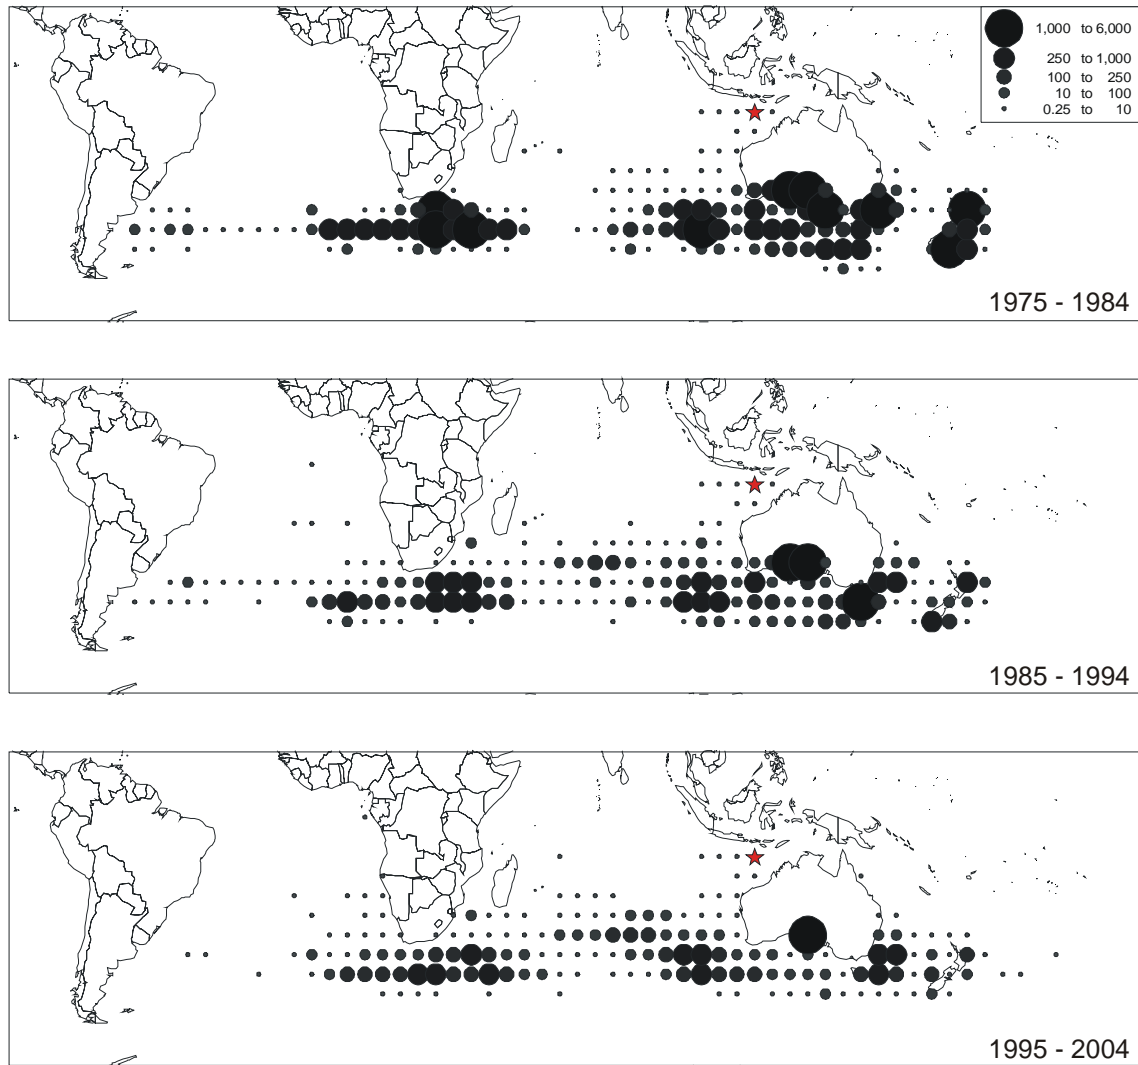 1,000 to 6,000
250 to 1,000
100 to 250
10 to 100
0.25 to 10
1975 - 1984
1985 - 1994
1995 - 2004